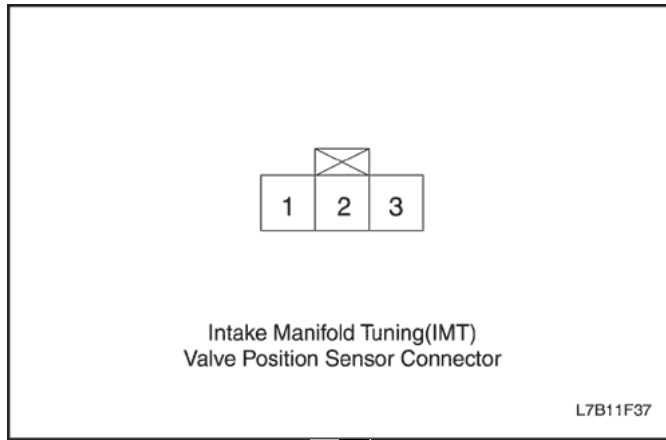 1 2 3
Intake Manifold Tuning(IMT)
Valve Position Sensor Connector
L7B11F37